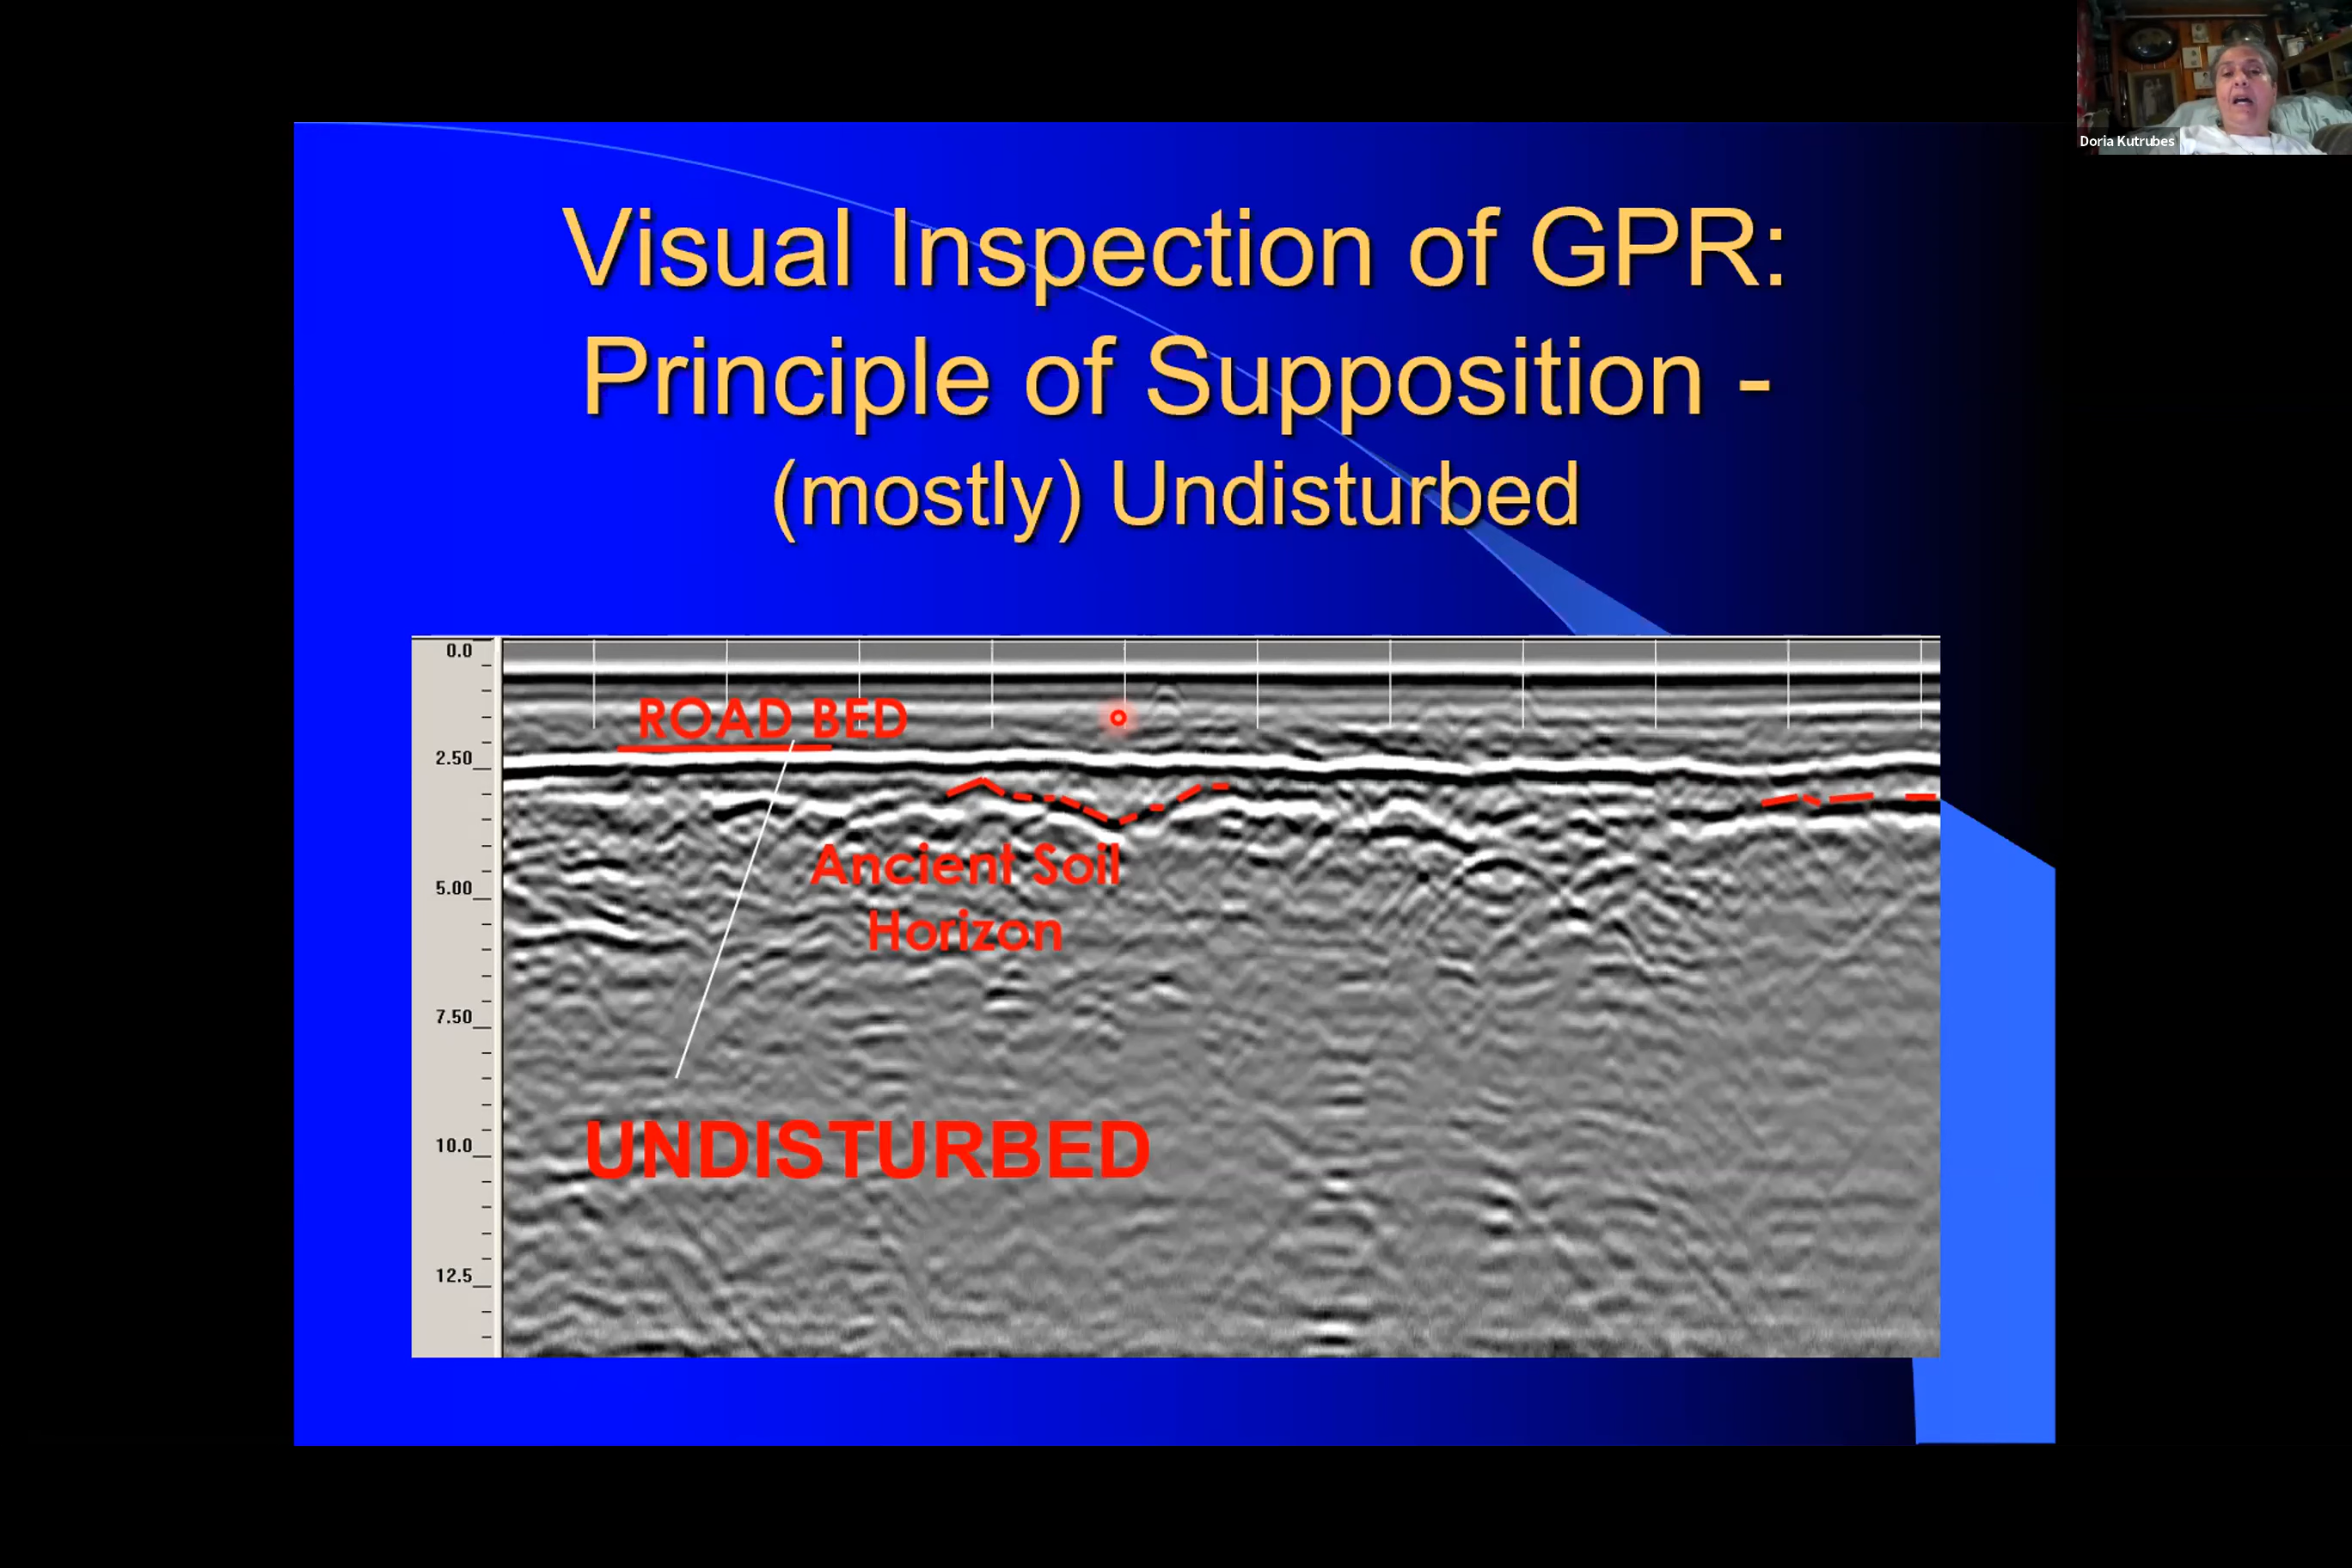 Doria Kutrubes
Visual Inspection of GPR:
Principle of Supposition -
(mostly) Undisturbed
0.0
ROAD BED
2.50
Ancient Soil
5.00
Horizon
7.50
UNDISTURBED
10.0
12.5